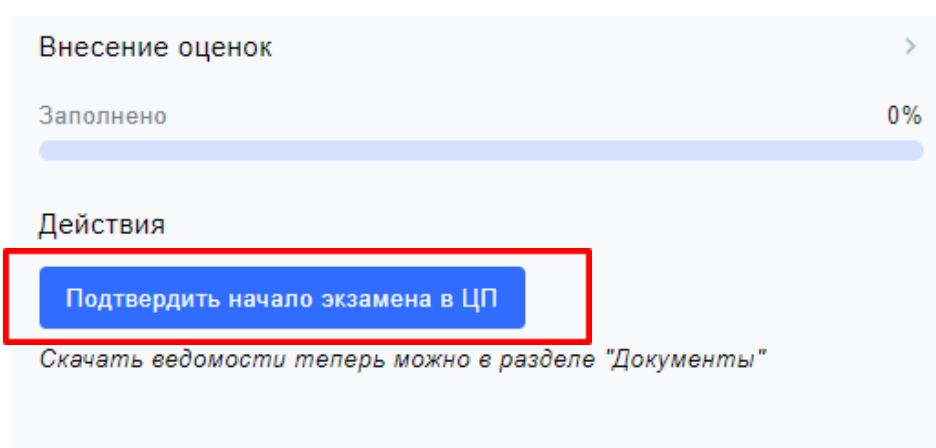 Внесение оценок
Заполнено 0%
Действия
Подтвердить начало экзамена в ЦП
Скачать ведомости теперь можно в разделе "Документы"